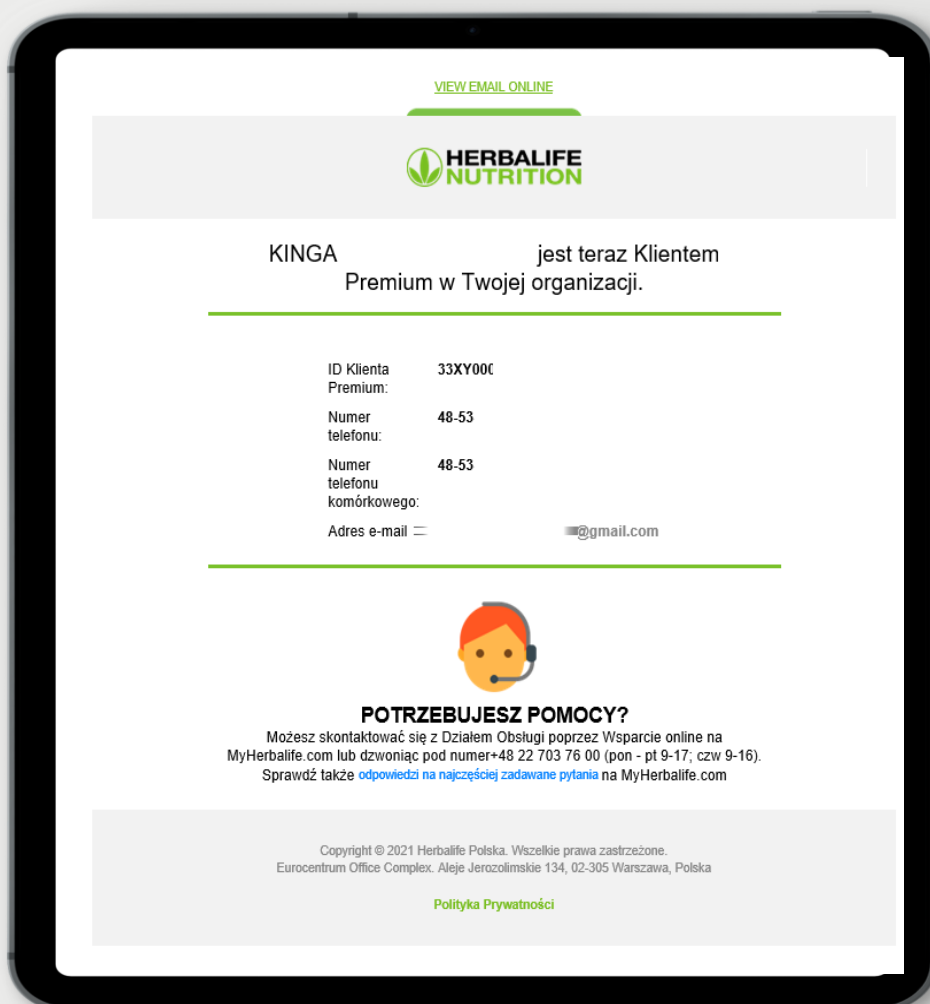 VIEW EMAIL ONLINE
HERBALIFE
NUTRITION
KINGA jest teraz Klientem
Premium w Twojej organizacji.
ID Klienta 33XY000
Premium:
Numer 48-53
telefonu:
Numer 48-53
telefonu
komórkowego:
Adres e-mail @gmail.com
POTRZEBUJESZ POMOCY?
Możesz skontaktować się z Działem Obsługi poprzez Wsparcie online na
MyHerbalife.com lub dzwoniąc pod numer+48 22 703 76 00 (pon - pt 9-17; czw 9-16).
Sprawdź także odpowiedzi na najczęściej zadawane pytania na MyHerbalife.com
Copyright © 2021 Herbalife Polska. Wszelkie prawa zastrzeżone.
Eurocentrum Office Complex. Aleje Jerozolimskie 134, 02-305 Warszawa, Polska
Polityka Prywatności